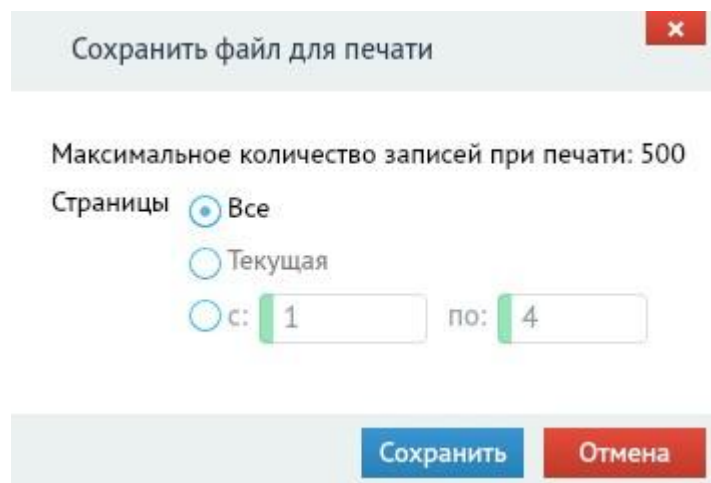 Сохранить файл для печати
Максимальное количество записей при печати: 500
Страницы Все
Текущая
с: 1 по: 4
Сохранить Отмена